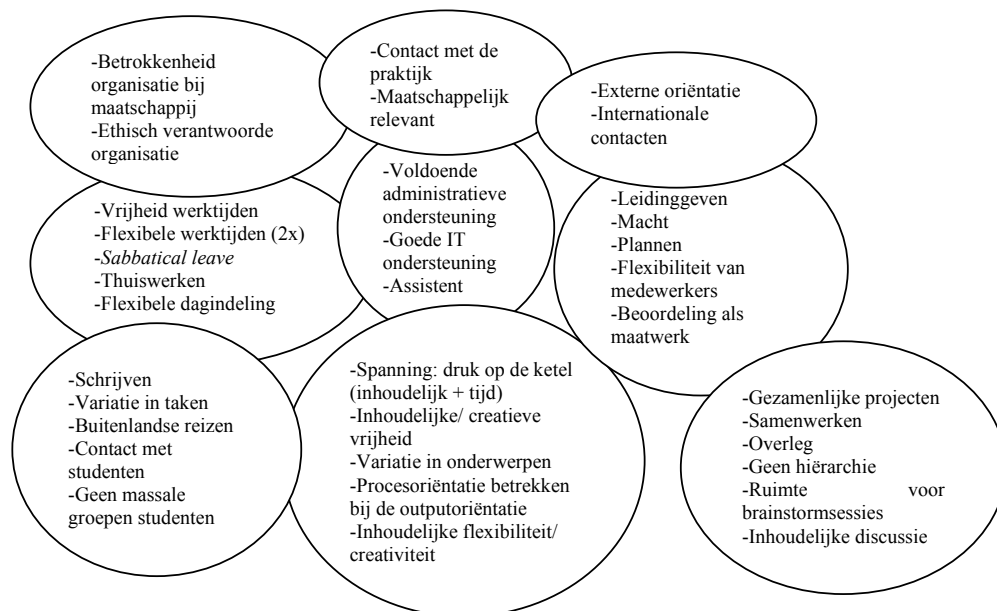 -Betrokkenheid
organisatie bij
maatschappij
-Ethisch verantwoorde
organisatie
-Contact met de
praktijk
-Maatschappelijk
relevant
-Externe oriëntatie
-Internationale
contacten
-Vrijheid werktijden
-Flexibele werktijden (2x)
-Sabbatical leave
-Thuiswerken
-Flexibele dagindeling
-Voldoende
administratieve
ondersteuning
-Goede IT
ondersteuning
-Assistent
-Leidinggeven
-Macht
-Plannen
-Flexibiliteit van
medewerkers
-Beoordeling als
maatwerk
-Schrijven
-Variatie in taken
-Buitenlandse reizen
-Contact met
studenten
-Geen massale
groepen studenten
-Spanning: druk op de ketel
(inhoudelijk + tijd)
-Inhoudelijke/ creatieve
vrijheid
-Variatie in onderwerpen
-Procesoriëntatie betrekken
bij de outputoriëntatie
-Inhoudelijke flexibiliteit/
creativiteit
-Gezamenlijke projecten
-Samenwerken
-Overleg
-Geen hiërarchie
-Ruimte voor
brainstormsessies
-Inhoudelijke discussie